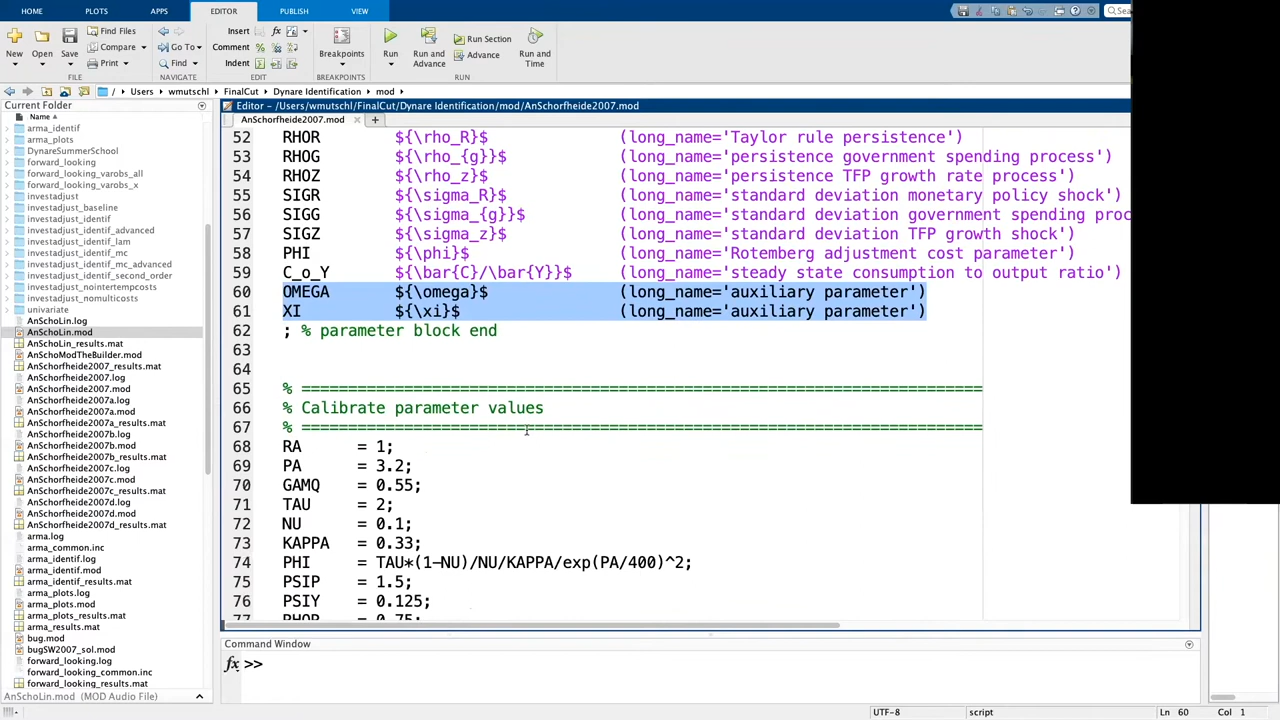 HOME PLOTS APPS EDITOR PUBLISH VIEW
New Open Save Find Files Compare Print Go To Find Insert fx Comment % Indent Breakpoints Run Run and Advance Run Section Advance Run and Time
FILE NAVIGATE EDIT BREAKPOINTS RUN
/ Users wmutschl FinalCut Dynare Identification mod
Current Folder
Name
arma_identif
arma_plots
DynareSummerSchool
forward_looking
forward_looking_varobs_all
forward_looking_varobs_x
investadjust
investadjust_baseline
investadjust_identif
investadjust_identif_advanced
investadjust_identif_lam
investadjust_identif_mc
investadjust_identif_mc_advanced
investadjust_identif_second_order
investadjust_nointertempcosts
investadjust_nomulticosts
univariate
AnSchoLin.log
AnSchoLin.mod
AnSchoLin_results.mat
AnSchoModTheBuilder.mod
AnSchorfheide2007_results.mat
AnSchorfheide2007.log
AnSchorfheide2007.mod
AnSchorfheide2007a.log
AnSchorfheide2007a.mod
AnSchorfheide2007a_results.mat
AnSchorfheide2007b.log
AnSchorfheide2007b.mod
AnSchorfheide2007b_results.mat
AnSchorfheide2007c.log
AnSchorfheide2007c.mod
AnSchorfheide2007c_results.mat
AnSchorfheide2007d.log
AnSchorfheide2007d.mod
AnSchorfheide2007d_results.mat
arma.log
arma_common.inc
arma_identif.log
arma_identif.mod
arma_identif_results.mat
arma_plots.log
arma_plots.mod
arma_plots_results.mat
arma_results.mat
bug.mod
bugSW2007_sol.mod
forward_looking.log
forward_looking_common.inc
forward_looking_results.mat
AnSchoLin.mod (MOD Audio File)
Editor - /Users/wmutschl/FinalCut/Dynare Identification/mod/AnSchorfheide2007.mod
AnSchorfheide2007.mod
52 RHOR ${\rho_R}$ (long_name='Taylor rule persistence')
53 RHOG ${\rho_{g}}$ (long_name='persistence government spending process')
54 RHOZ ${\rho_z}$ (long_name='persistence TFP growth rate process')
55 SIGR ${\sigma_R}$ (long_name='standard deviation monetary policy shock')
56 SIGG ${\sigma_{g}}$ (long_name='standard deviation government spending proc
57 SIGZ ${\sigma_z}$ (long_name='standard deviation TFP growth shock')
58 PHI ${\phi}$ (long_name='Rotemberg adjustment cost parameter')
59 C_o_Y ${\bar{C}/\bar{Y}}$ (long_name='steady state consumption to output ratio')
60 OMEGA ${\omega}$ (long_name='auxiliary parameter')
61 XI ${\xi}$ (long_name='auxiliary parameter')
62 ; % parameter block end
63
64
65 % =========================================================================
66 % Calibrate parameter values
67 % =========================================================================
68 RA = 1;
69 PA = 3.2;
70 GAMQ = 0.55;
71 TAU = 2;
72 NU = 0.1;
73 KAPPA = 0.33;
74 PHI = TAU*(1-NU)/NU/KAPPA/exp(PA/400)^2;
75 PSIP = 1.5;
76 PSIY = 0.125;
77 RHOR = 0.75;
Command Window
fx >>
UTF-8 script Ln 60 Col 1